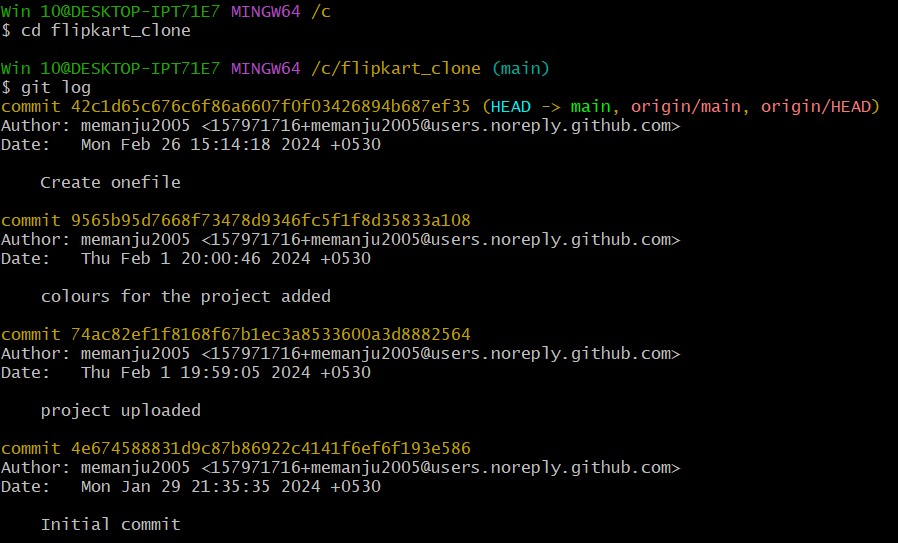 Win 10@DESKTOP-IPT71E7 MINGW64 /c
$ cd flipkart_clone
Win 10@DESKTOP-IPT71E7 MINGW64 /c/flipkart_clone (main)
$ git log
commit 42c1d65c676c6f86a6607f0f03426894b687ef35 (HEAD -> main, origin/main, origin/HEAD)
Author: memanju2005 <157971716+memanju2005@users.noreply.github.com>
Date:   Mon Feb 26 15:14:18 2024 +0530
    Create onefile
commit 9565b95d7668f73478d9346fc5f1f8d35833a108
Author: memanju2005 <157971716+memanju2005@users.noreply.github.com>
Date:   Thu Feb 1 20:00:46 2024 +0530
    colours for the project added
commit 74ac82ef1f8168f67b1ec3a8533600a3d8882564
Author: memanju2005 <157971716+memanju2005@users.noreply.github.com>
Date:   Thu Feb 1 19:59:05 2024 +0530
    project uploaded
commit 4e674588831d9c87b86922c4141f6ef6f193e586
Author: memanju2005 <157971716+memanju2005@users.noreply.github.com>
Date:   Mon Jan 29 21:35:35 2024 +0530
    Initial commit